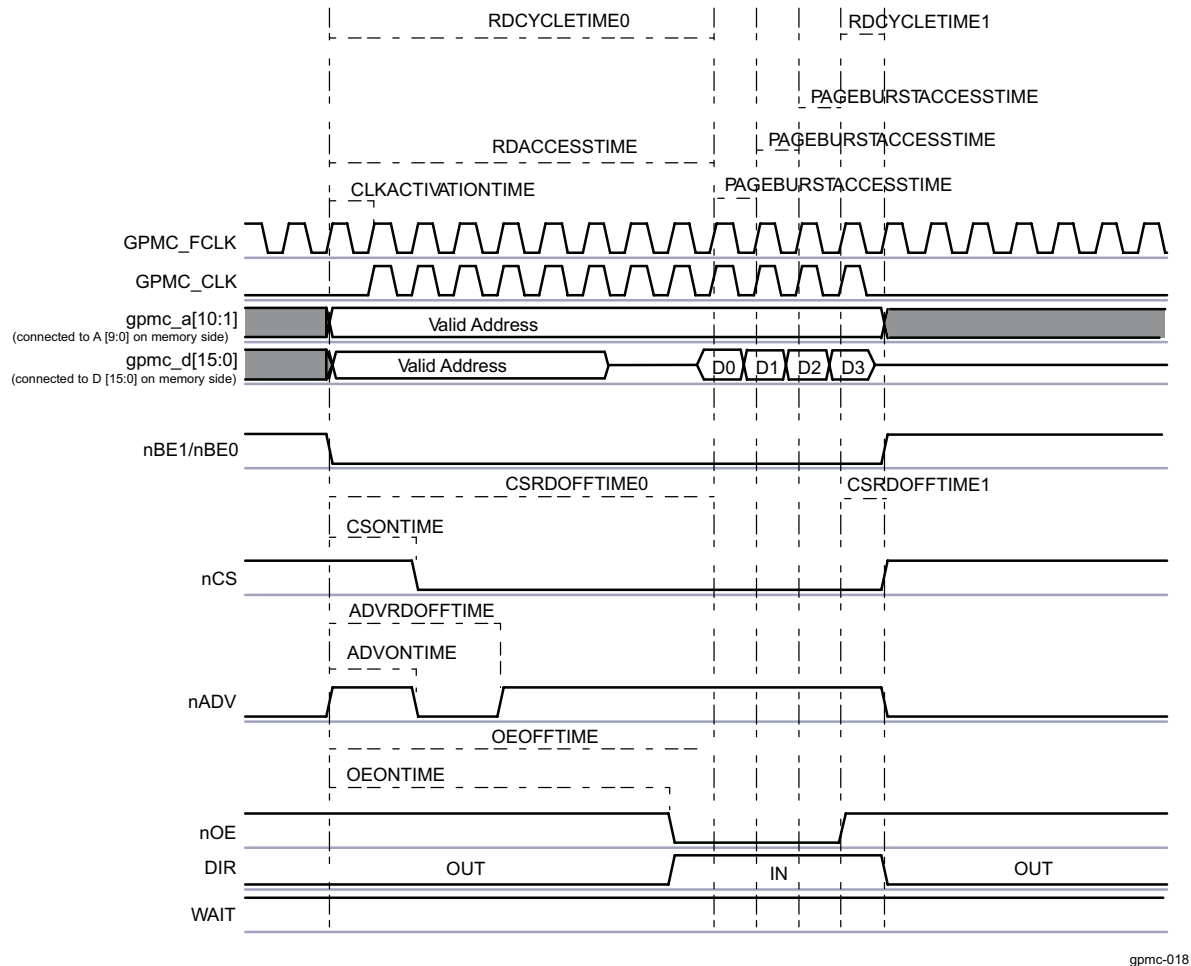 RDCYCLETIME0
RDCYCLETIME1
PAGEBURSTACCESSTIME
PAGEBURSTACCESSTIME
RDACCESSTIME
PAGEBURSTACCESSTIME
CLKACTIVATIONTIME
GPMC_FCLK
GPMC_CLK
gpmc_a[10:1]
(connected to A [9:0] on memory side)
Valid Address
gpmc_d[15:0]
(connected to D [15:0] on memory side)
Valid Address
D0
D1
D2
D3
nBE1/nBE0
CSRDOFFTIME0
CSRDOFFTIME1
CSONTIME
nCS
ADVRDOFFTIME
ADVONTIME
nADV
OEOFFTIME
OEONTIME
nOE
DIR
OUT
IN
OUT
WAIT
gpmc-018